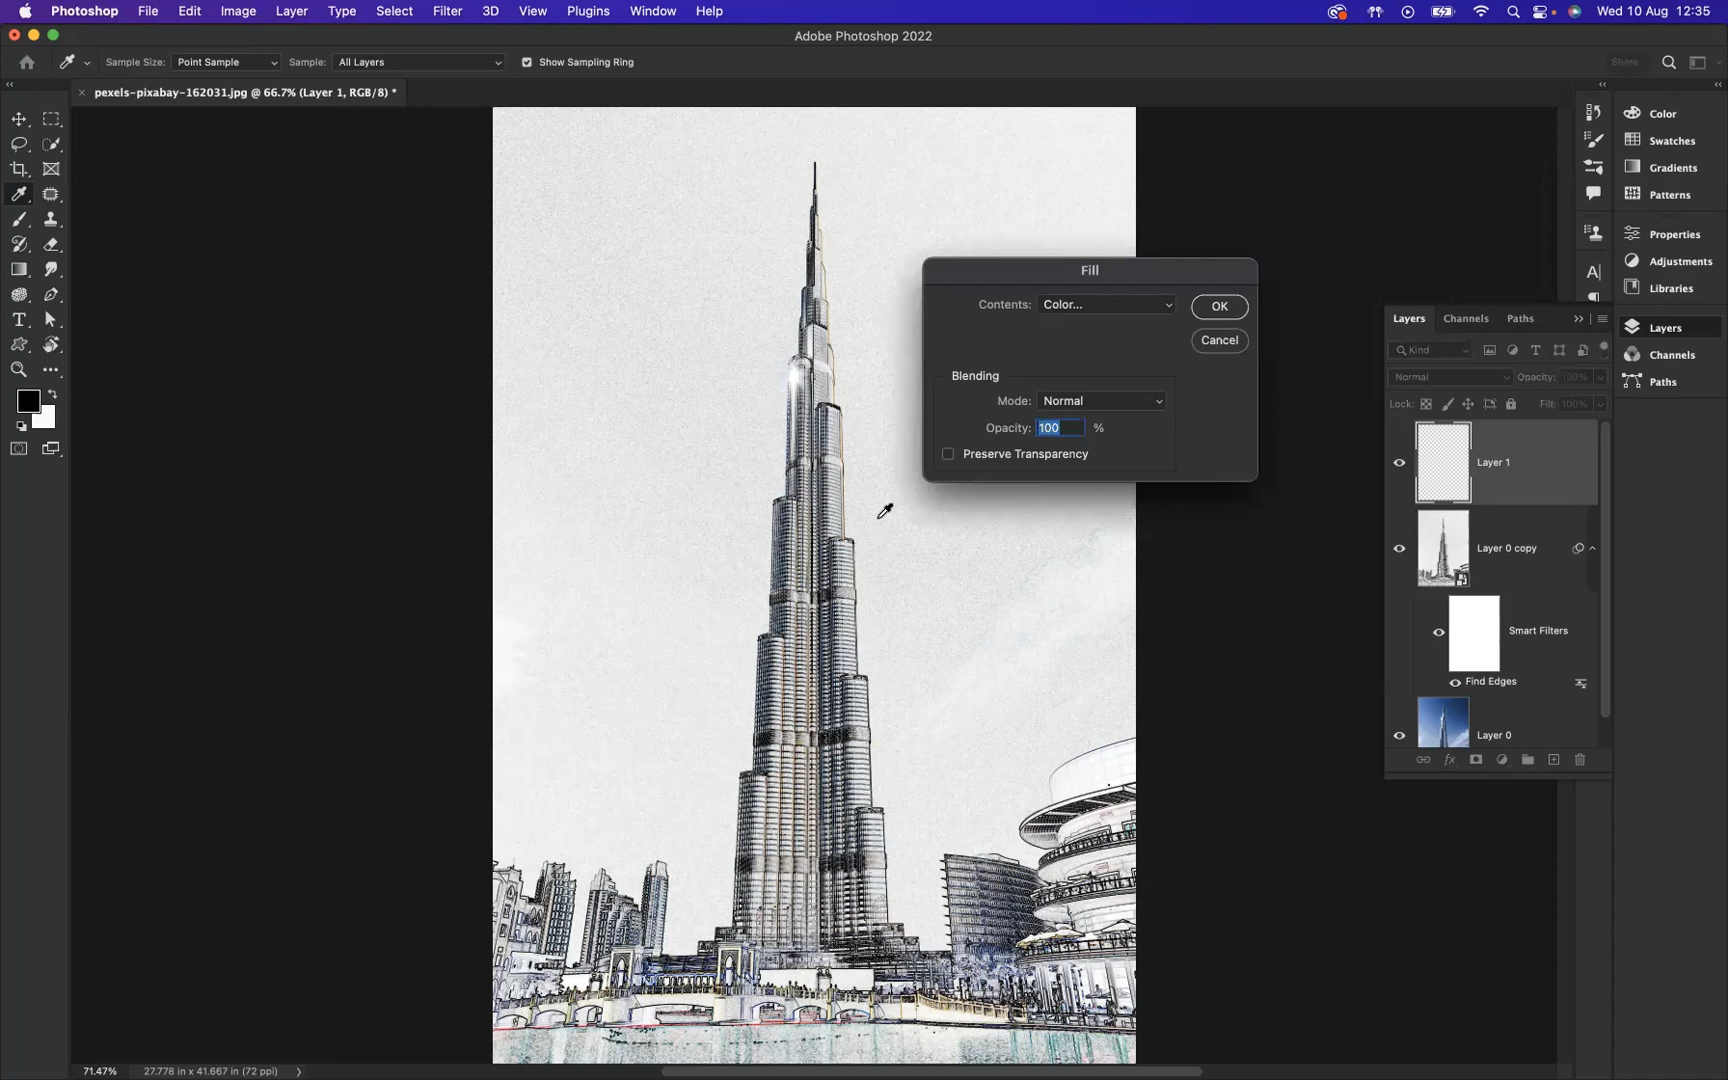 Photoshop File Edit Image Layer Type Select Filter 3D View Plugins Window Help Wed 10 Aug 12:35
Adobe Photoshop 2022
Sample Size: Point Sample Sample: All Layers Show Sampling Ring Share
pexels-pixabay-162031.jpg @ 66.7% (Layer 1, RGB/8) *
Color
Swatches
Gradients
Patterns
Properties
Adjustments
Libraries
Layers
Channels
Paths
Fill
Contents: Color... OK
Cancel
Blending
Mode: Normal
Opacity: 100 %
Preserve Transparency
Layers Channels Paths
Kind
Normal Opacity: 100%
Lock: Fill: 100%
Layer 1
Layer 0 copy
Smart Filters
Find Edges
Layer 0
fx
71.47% 27.778 in x 41.667 in (72 ppi)